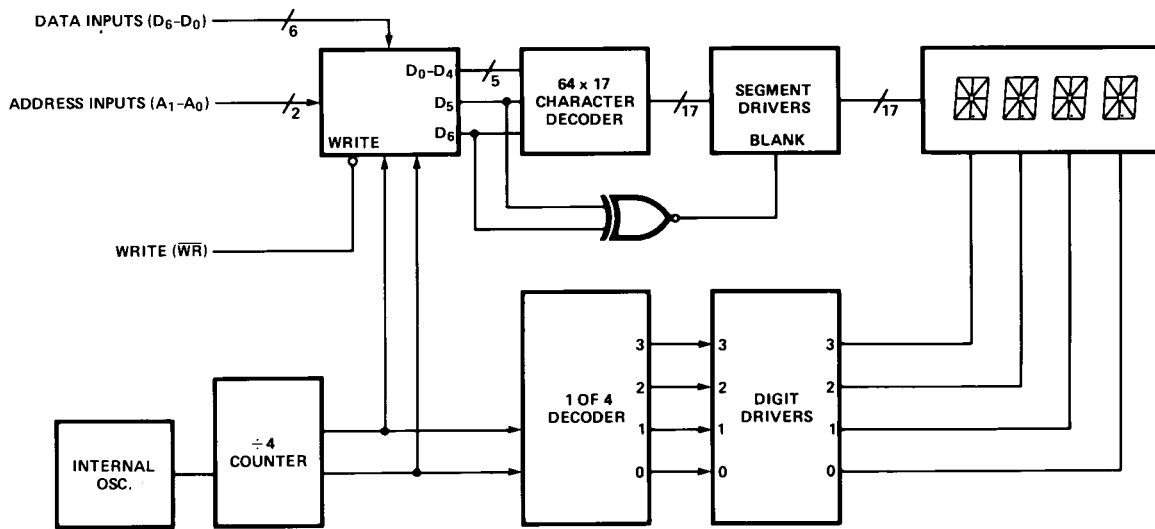 DATA INPUTS (D₆–D₀)
6
ADDRESS INPUTS (A₁–A₀)
2
D₀–D₄
5
D₅
D₆
WRITE
64 x 17
CHARACTER
DECODER
17
SEGMENT
DRIVERS
BLANK
17
WRITE (W̅R̅)
3
2
1
0
1 OF 4
DECODER
3
2
1
0
DIGIT
DRIVERS
3
2
1
0
÷4
COUNTER
INTERNAL
OSC.